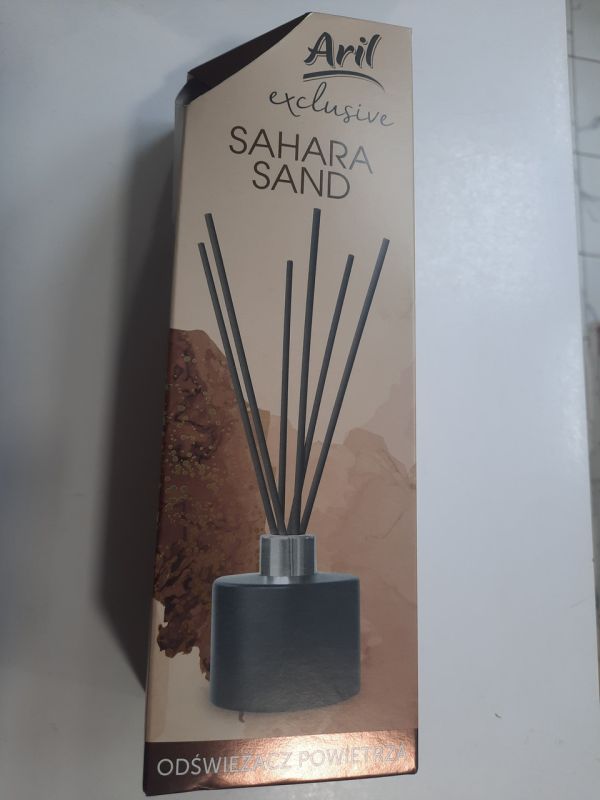 Aril
exclusive
SAHARA
SAND
ODŚWIEŻACZ POWIETRZA